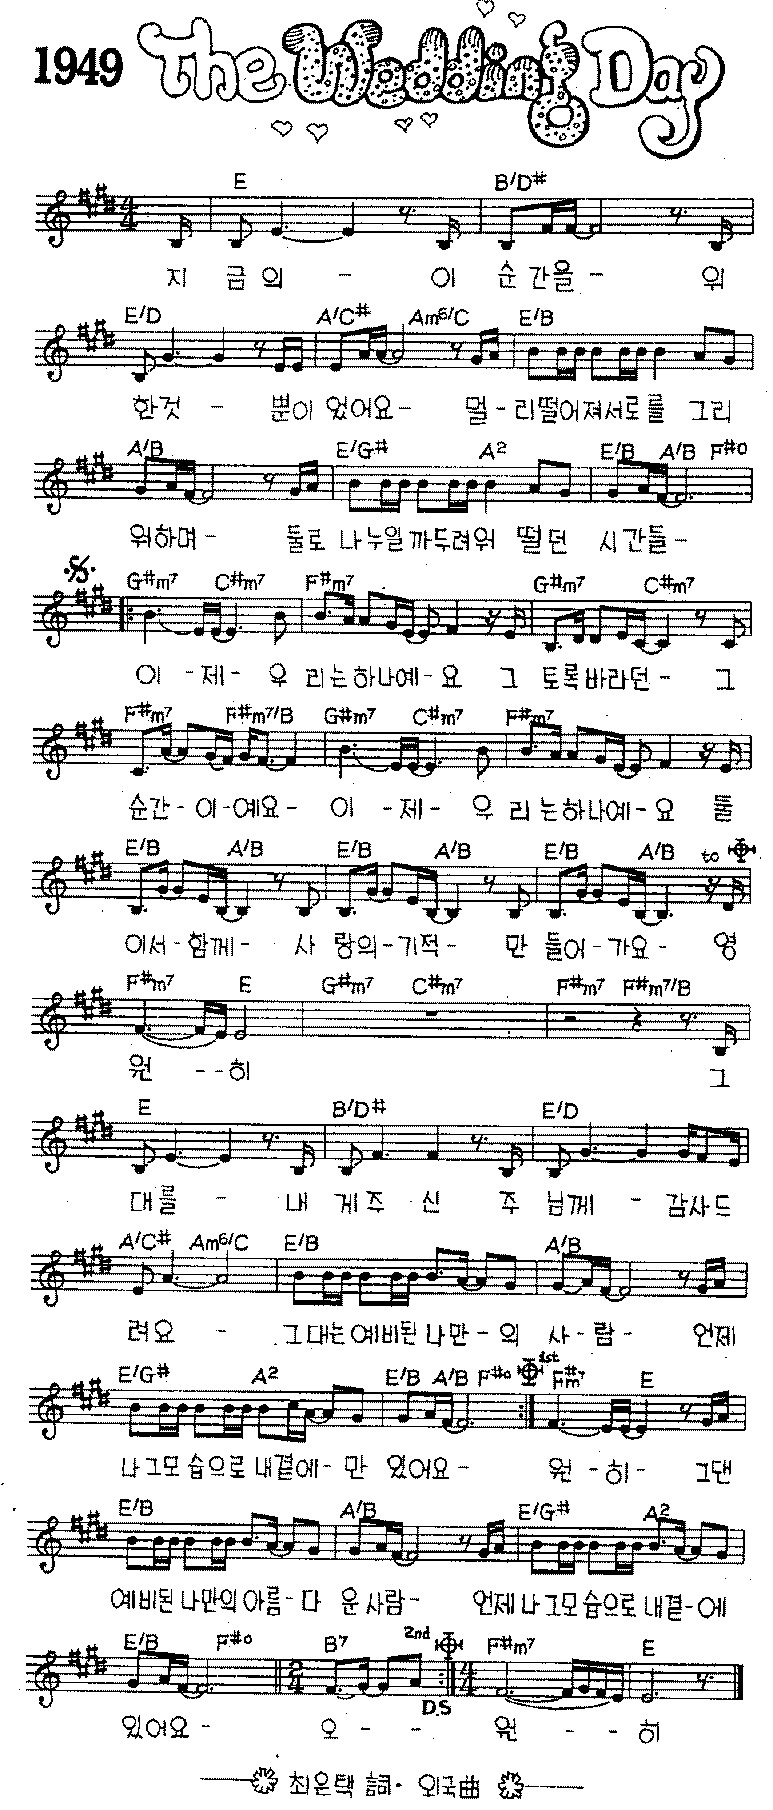 1949 The Wedding Day
E B/D#
지 금 의 - 이 순 간을 - 위
E/D A/C# Am6/C E/B
한것 - 뿐이 었어요 - 멀 - 리떨어져서로를 그리
A/B E/G# A2 E/B A/B F#o
워하며 - 둘로 나누일까두려워 떨던 시간들 -
G#m7 C#m7 F#m7 G#m7 C#m7
이 - 제 - 우 리는하나예 - 요 그 토록바라던 - 그
F#m7 F#m7/B G#m7 C#m7 F#m7
순간 - 이 - 예요 - 이 - 제 - 우 리 는하나예 - 요 둘
E/B A/B E/B A/B E/B A/B to
이서 - 함께 - 사 랑의 - 기적 - 만 들어 - 가요 - 영
F#m7 E G#m7 C#m7 F#m7 F#m7/B
원 - - 히 그
E B/D# E/D
대를 - 내 게주 신 주 님께 - 감사드
A/C# Am6/C E/B A/B
려요 - 그대는예비된나만 - 의 사 - 람 - 언제
E/G# A2 E/B A/B F#o 1st F#m7 E
나그모습으로내곁에 - 만 있어요 - 원 - 히 - 그댄
E/B A/B E/G# A2
예비된나만의아름 - 다 운사람 - 언제나그모습으로내곁 - 에
E/B F#o B7 2nd F#m7 E
D.S
있어요 - 오 - - 원 - - 히
최은택 詞· 외국曲